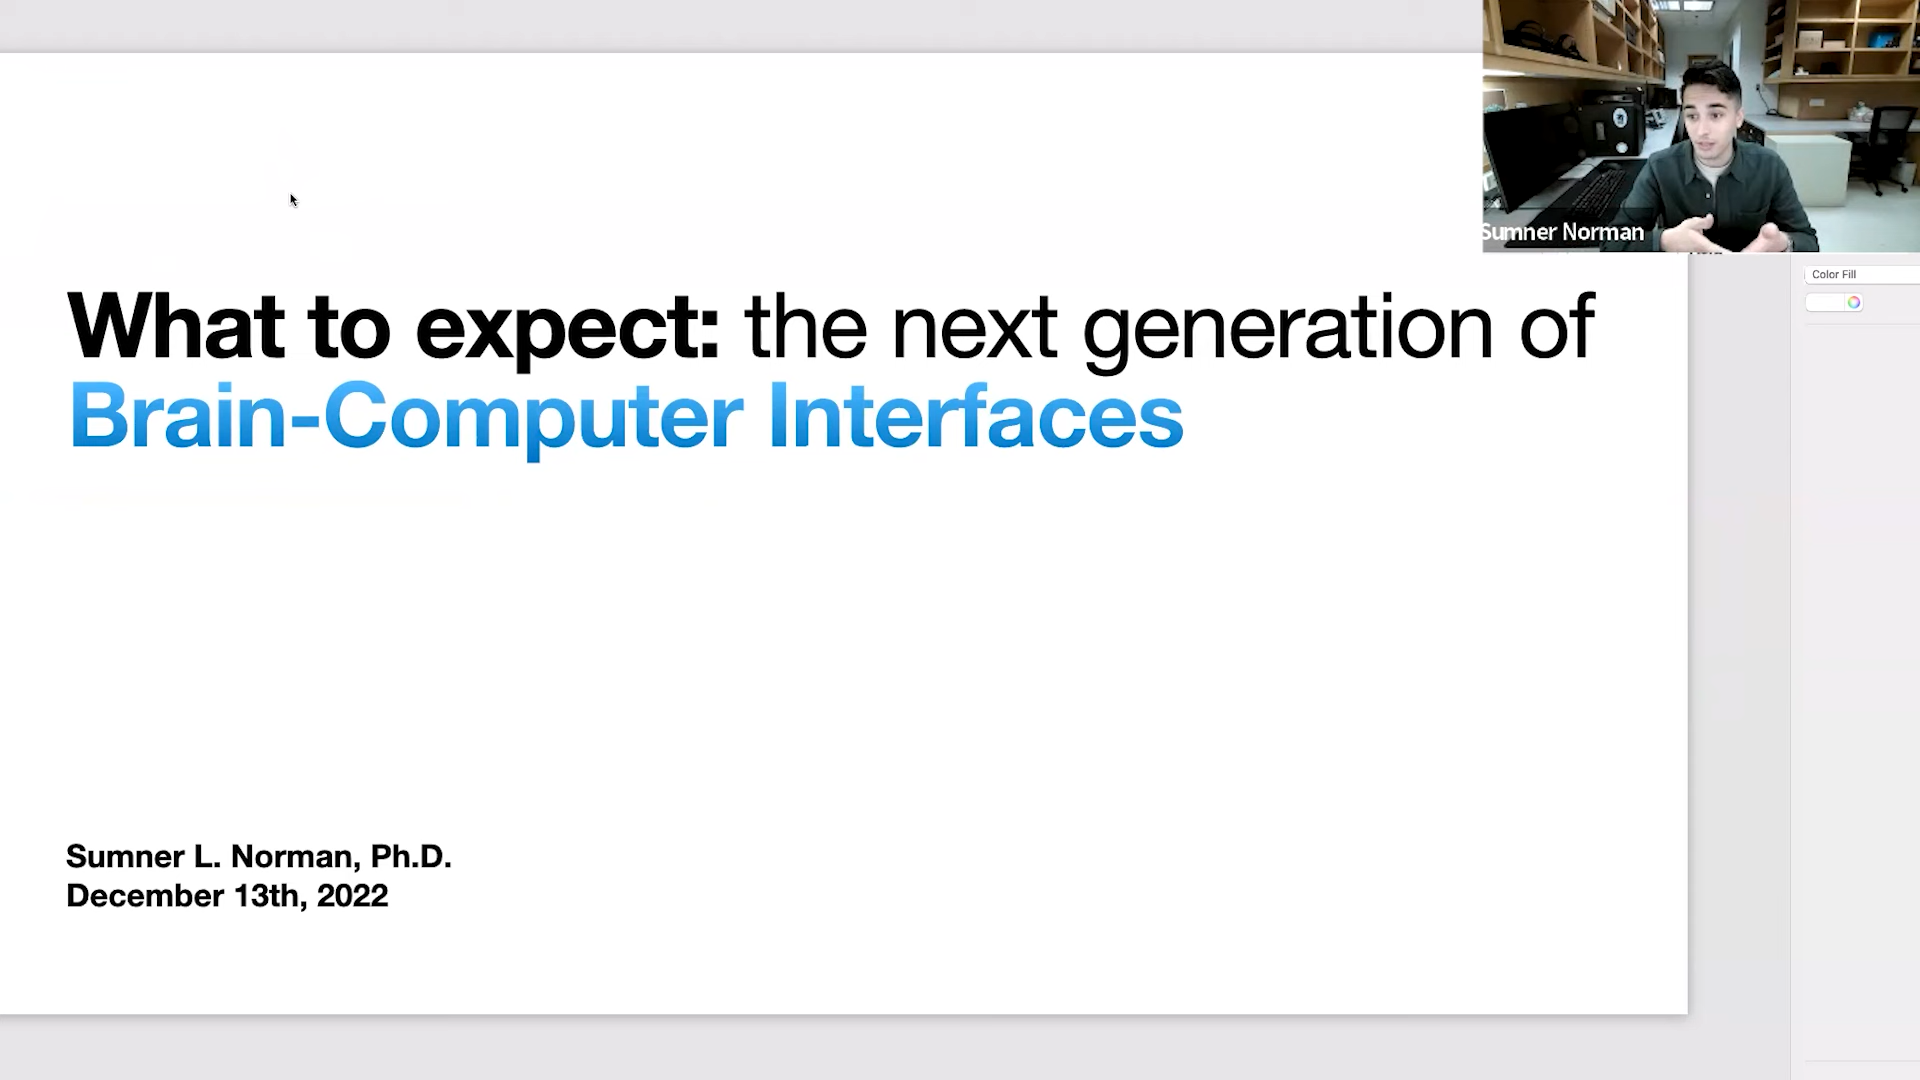 Sumner Norman
Color Fill
What to expect: the next generation of
Brain-Computer Interfaces
Sumner L. Norman, Ph.D.
December 13th, 2022